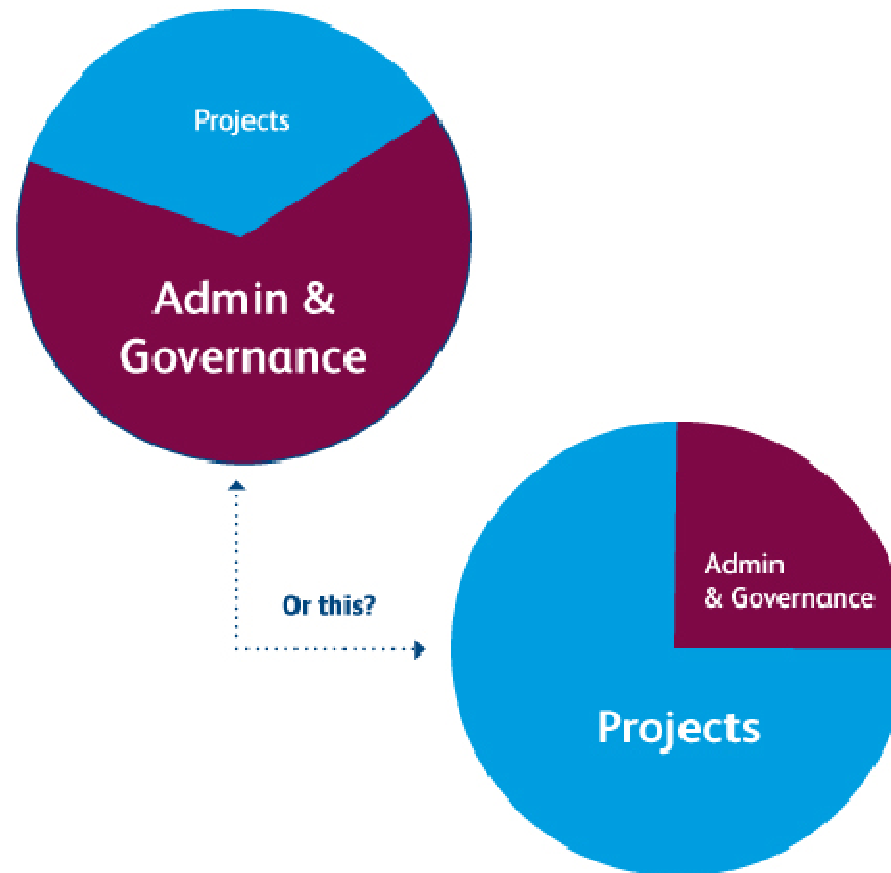 Projects
Admin &
Governance
Or this?
Admin
& Governance
Projects